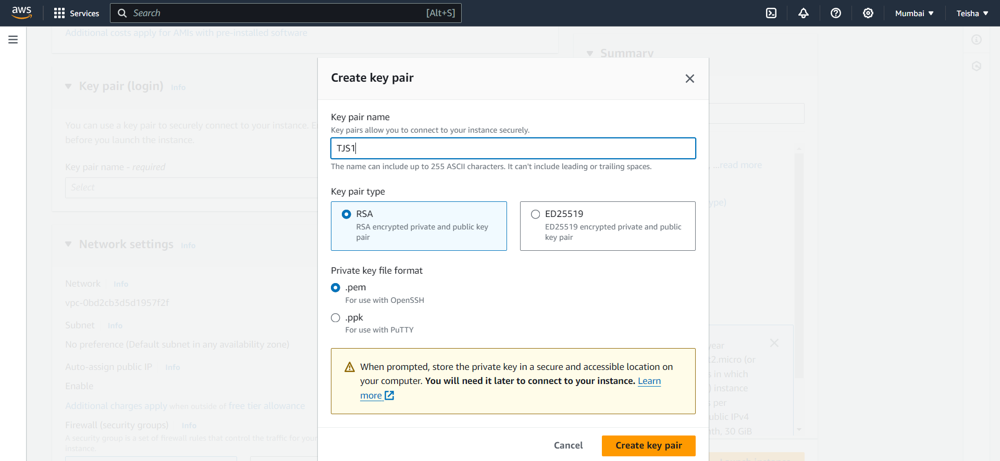 aws
Services
Search
[Alt+S]
Mumbai
Teisha
Additional costs apply for AMIs with pre-installed software
Key pair (login) Info
You can use a key pair to securely connect to your instance.
before you launch the instance.
Key pair name - required
Select
Network settings Info
Network Info
vpc-0bd2cb3d5d1957f2f
Subnet Info
No preference (Default subnet in any availability zone)
Auto-assign public IP Info
Enable
Additional charges apply when outside of free tier allowance
Firewall (security groups) Info
A security group is a set of firewall rules that control the traffic for your
instance.
Create key pair
Key pair name
Key pairs allow you to connect to your instance securely.
TJS1
The name can include up to 255 ASCII characters. It can't include leading or trailing spaces.
Key pair type
RSA
RSA encrypted private and public key
pair
ED25519
ED25519 encrypted private and public
key pair
Private key file format
.pem
For use with OpenSSH
.ppk
For use with PuTTY
When prompted, store the private key in a secure and accessible location on
your computer. You will need it later to connect to your instance. Learn
more
Cancel
Create key pair
Summary
, ...read more
ype)
year
t2.micro (or
s in which
) instance
s per
ublic IPv4
th, 30 GiB
Launch instance